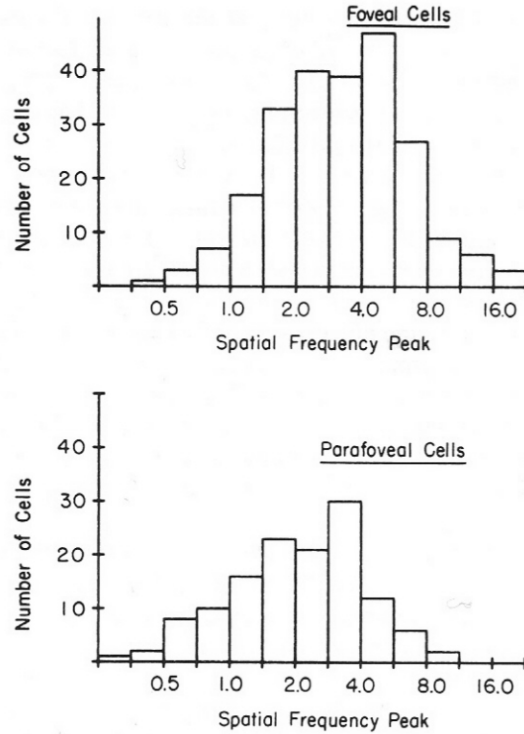 Foveal Cells
Number of Cells
40
30
20
10
0.5 1.0 2.0 4.0 8.0 16.0
Spatial Frequency Peak
Parafoveal Cells
Number of Cells
40
30
20
10
0.5 1.0 2.0 4.0 8.0 16.0
Spatial Frequency Peak